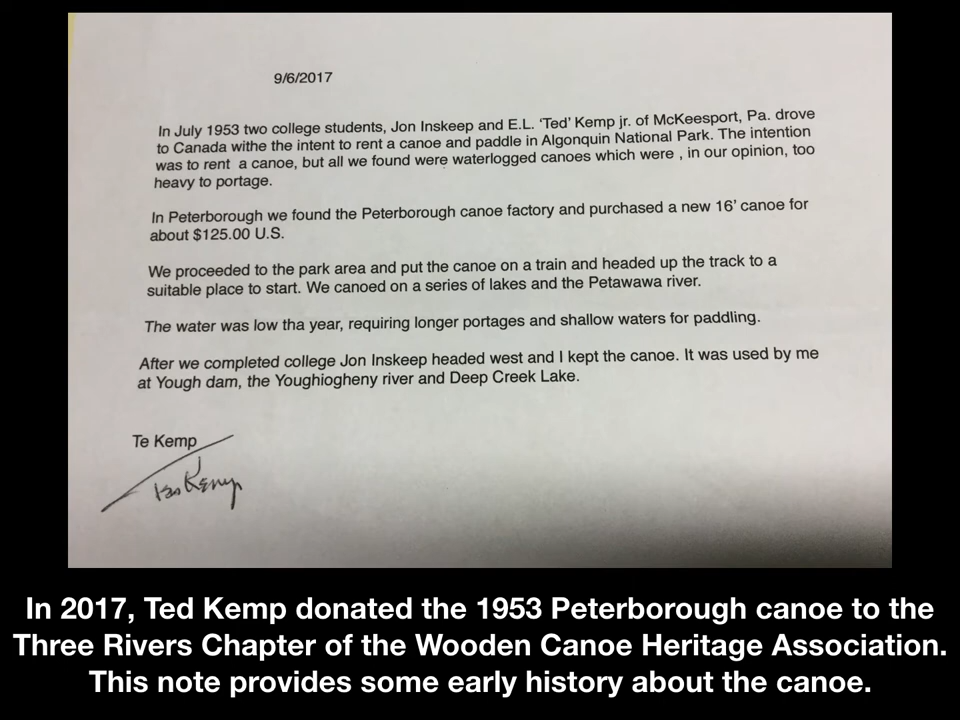 9/6/2017
In July 1953 two college students, Jon Inskeep and E.L. ‘Ted’ Kemp jr. of McKeesport, Pa. drove
to Canada withe the intent to rent a canoe and paddle in Algonquin National Park. The intention
was to rent a canoe, but all we found were waterlogged canoes which were , in our opinion, too
heavy to portage.
In Peterborough we found the Peterborough canoe factory and purchased a new 16’ canoe for
about $125.00 U.S.
We proceeded to the park area and put the canoe on a train and headed up the track to a
suitable place to start. We canoed on a series of lakes and the Petawawa river.
The water was low tha year, requiring longer portages and shallow waters for paddling.
After we completed college Jon Inskeep headed west and I kept the canoe. It was used by me
at Yough dam, the Youghiogheny river and Deep Creek Lake.
Te Kemp
Ted Kemp
In 2017, Ted Kemp donated the 1953 Peterborough canoe to the
Three Rivers Chapter of the Wooden Canoe Heritage Association.
This note provides some early history about the canoe.